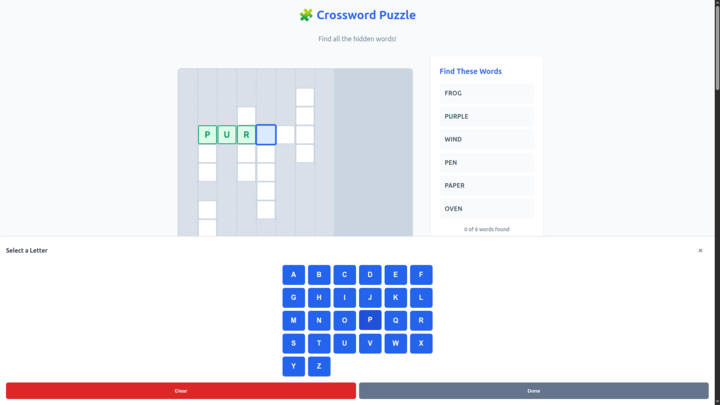 🧩 Crossword Puzzle
Find all the hidden words!
P U R
Find These Words
FROG
PURPLE
WIND
PEN
PAPER
OVEN
0 of 6 words found
Select a Letter
×
A B C D E F
G H I J K L
M N O P Q R
S T U V W X
Y Z
Clear
Done